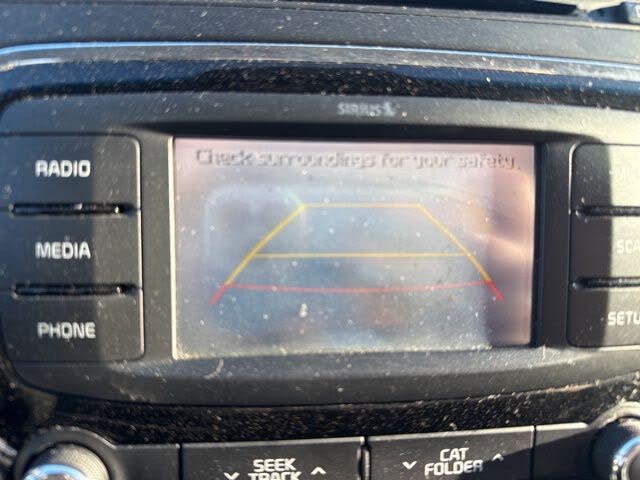 SIRIUS
Check surroundings for your safety
RADIO
MEDIA
PHONE
SEEK
TRACK
CAT
FOLDER